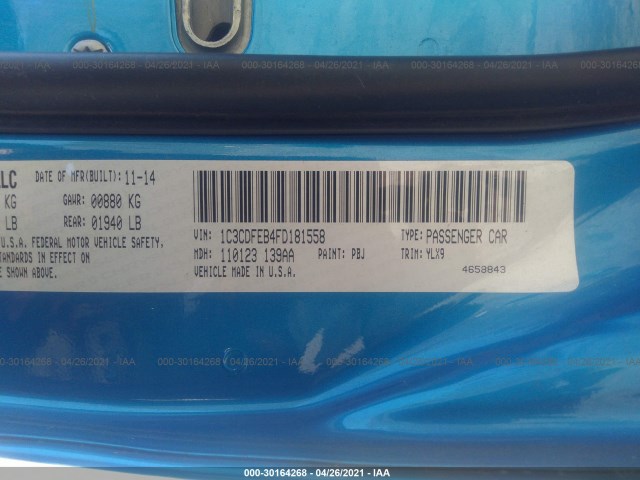 000-30164268 - 04/26/2021 - IAA 000-30164268 - 04/26/2021 - IAA
LC DATE OF MFR(BUILT): 11-14
KG GAWR: 00880 KG
LB REAR: 01940 LB
U.S.A. FEDERAL MOTOR VEHICLE SAFETY,
STANDARDS IN EFFECT ON THE
SHOWN ABOVE.
VIN: 1C3CDFEB4FD181558 TYPE: PASSENGER CAR
MDH: 110123 139AA PAINT: PBJ TRIM: YLX9
VEHICLE MADE IN U.S.A. 4658843
000-30164268 - 04/26/2021 - IAA 000-30164268 - 04/26/2021 - IAA
000-30164268 - 04/26/2021 - IAA